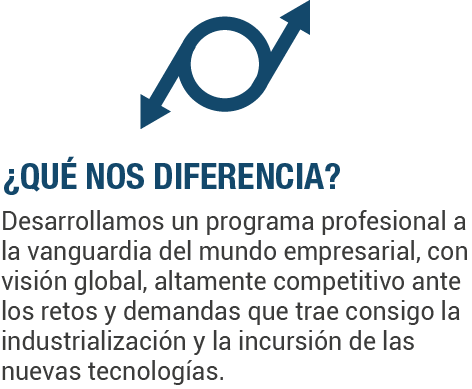 ¿QUÉ NOS DIFERENCIA?
Desarrollamos un programa profesional a
la vanguardia del mundo empresarial, con
visión global, altamente competitivo ante
los retos y demandas que trae consigo la
industrialización y la incursión de las
nuevas tecnologías.